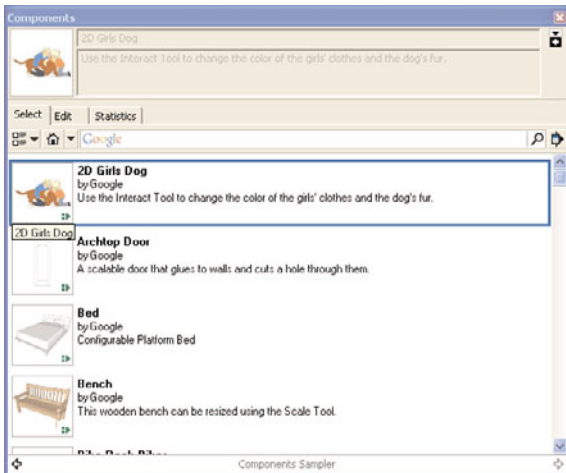 Components
2D Girls Dog
Use the Interact Tool to change the color of the girls' clothes and the dog's fur.
Select Edit Statistics
Google
2D Girls Dog
by Google
Use the Interact Tool to change the color of the girls' clothes and the dog's fur.
2D Girls Dog
Archtop Door
by Google
A scalable door that glues to walls and cuts a hole through them.
Bed
by Google
Configurable Platform Bed
Bench
by Google
This wooden bench can be resized using the Scale Tool.
Components Sampler